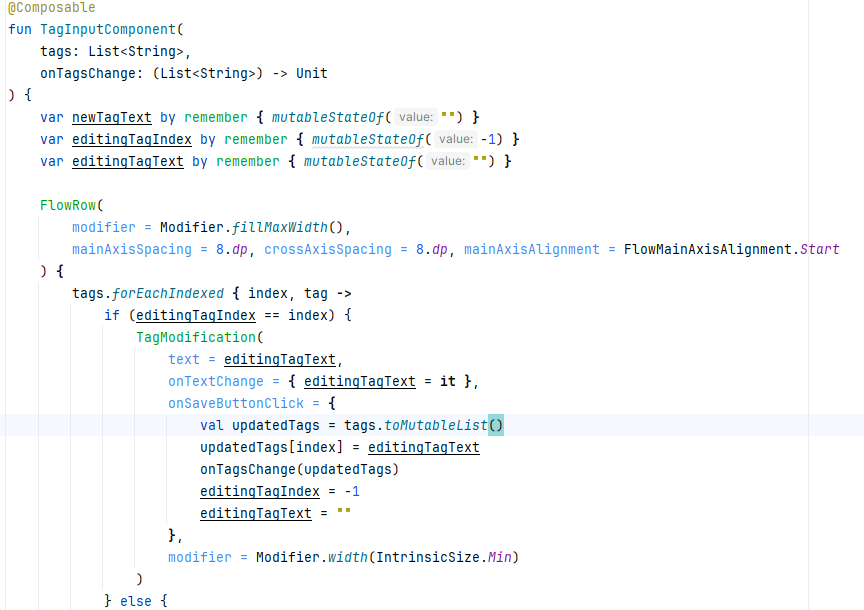 @Composable
fun TagInputComponent(
    tags: List<String>,
    onTagsChange: (List<String>) -> Unit
) {
    var newTagText by remember { mutableStateOf( value: "") }
    var editingTagIndex by remember { mutableStateOf( value: -1) }
    var editingTagText by remember { mutableStateOf( value: "") }

    FlowRow(
        modifier = Modifier.fillMaxWidth(),
        mainAxisSpacing = 8.dp, crossAxisSpacing = 8.dp, mainAxisAlignment = FlowMainAxisAlignment.Start
    ) {
        tags.forEachIndexed { index, tag ->
            if (editingTagIndex == index) {
                TagModification(
                    text = editingTagText,
                    onTextChange = { editingTagText = it },
                    onSaveButtonClick = {
                        val updatedTags = tags.toMutableList()
                        updatedTags[index] = editingTagText
                        onTagsChange(updatedTags)
                        editingTagIndex = -1
                        editingTagText = ""
                    },
                    modifier = Modifier.width(IntrinsicSize.Min)
                )
            } else {